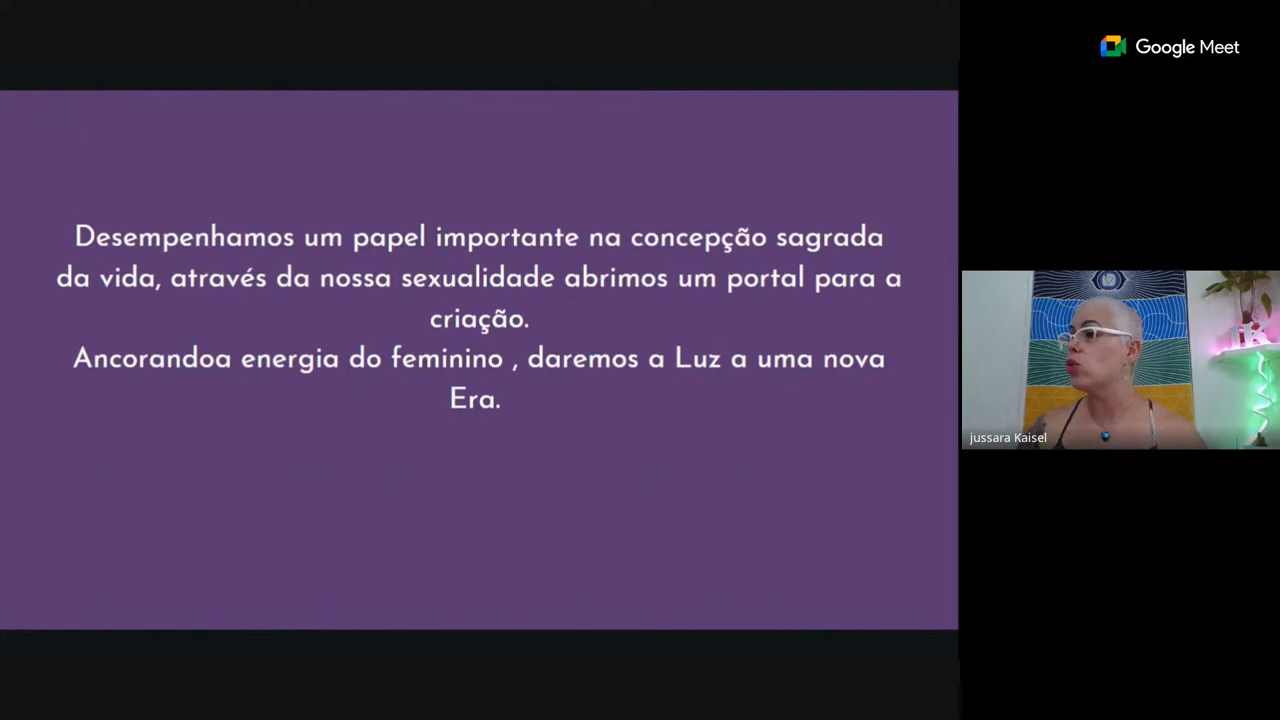 Google Meet
Desempenhamos um papel importante na concepção sagrada
da vida, através da nossa sexualidade abrimos um portal para a
criação.
Ancorandoa energia do feminino , daremos a Luz a uma nova
Era.
jussara Kaisel